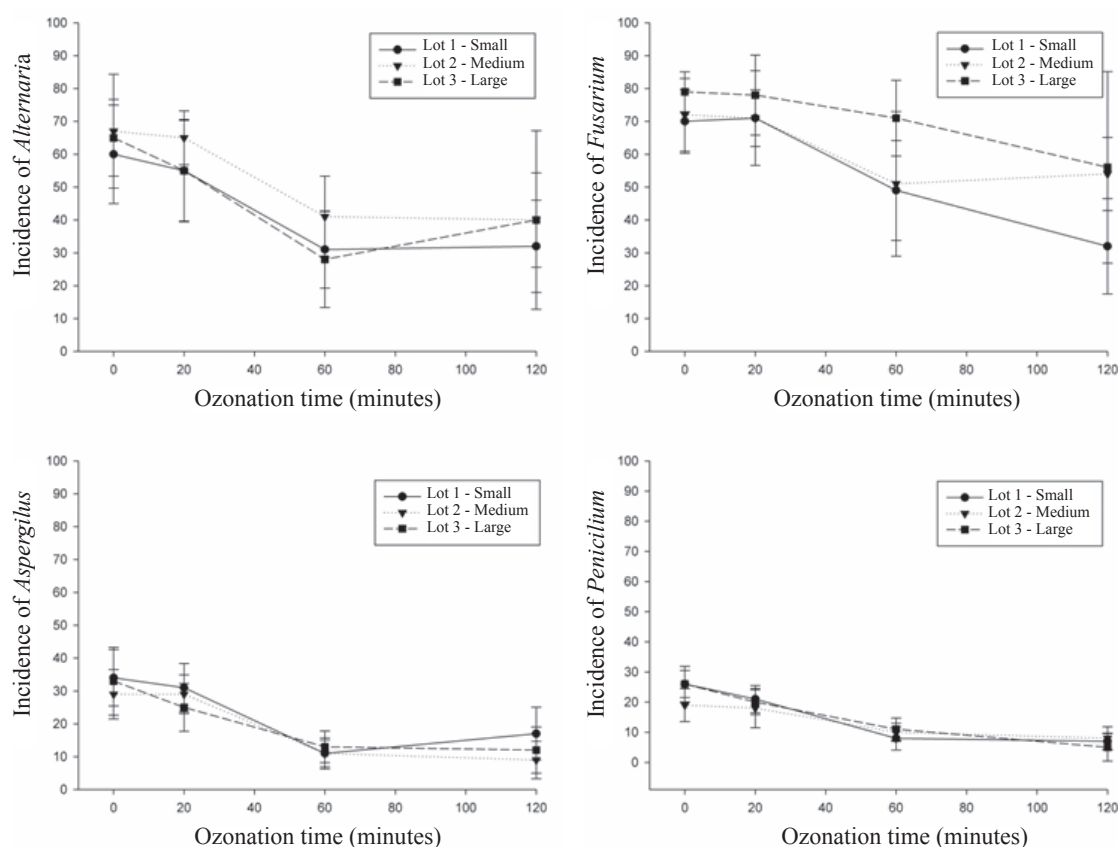 100
90
80
70
60
50
40
30
20
10
0
Incidence of Alternaria
Lot 1 - Small
Lot 2 - Medium
Lot 3 - Large
0 20 40 60 80 100 120
Ozonation time (minutes)
100
90
80
70
60
50
40
30
20
10
0
Incidence of Fusarium
Lot 1 - Small
Lot 2 - Medium
Lot 3 - Large
0 20 40 60 80 100 120
Ozonation time (minutes)
100
90
80
70
60
50
40
30
20
10
0
Incidence of Aspergilus
Lot 1 - Small
Lot 2 - Medium
Lot 3 - Large
0 20 40 60 80 100 120
Ozonation time (minutes)
100
90
80
70
60
50
40
30
20
10
0
Incidence of Penicilium
Lot 1 - Small
Lot 2 - Medium
Lot 3 - Large
0 20 40 60 80 100 120
Ozonation time (minutes)